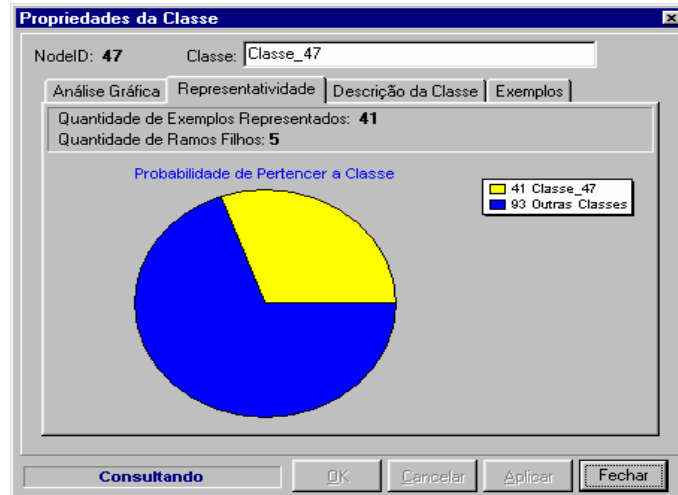 Propriedades da Classe
NodeID: 47 Classe: Classe_47
Análise Gráfica Representatividade Descrição da Classe Exemplos
Quantidade de Exemplos Representados: 41
Quantidade de Ramos Filhos: 5
Probabilidade de Pertencer a Classe
41 Classe_47
93 Outras Classes
Consultando OK Cancelar Aplicar Fechar